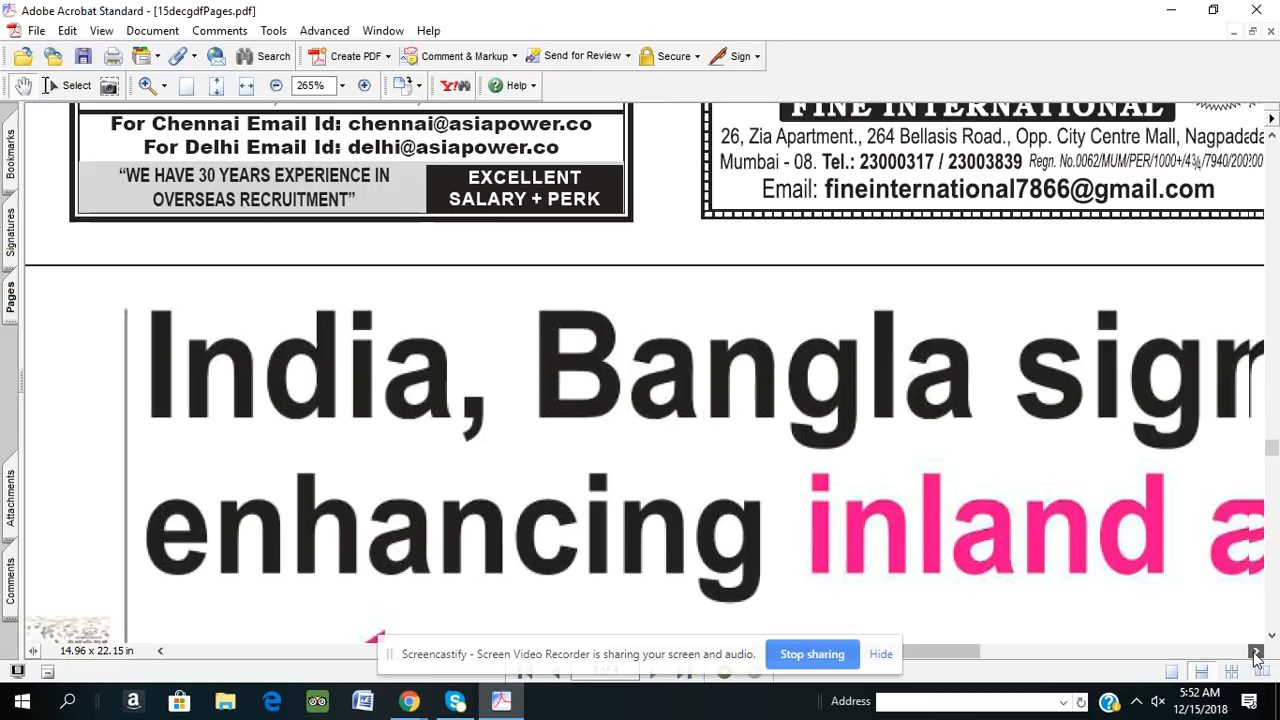 Adobe Acrobat Standard - [15decgdfPages.pdf]
File Edit View Document Comments Tools Advanced Window Help
Search Create PDF Comment & Markup Send for Review Secure Sign
Select 265% Y! Help
Bookmarks
Signatures
Pages
Attachments
Comments
For Chennai Email Id: chennai@asiapower.co
For Delhi Email Id: delhi@asiapower.co
“WE HAVE 30 YEARS EXPERIENCE IN
OVERSEAS RECRUITMENT”
EXCELLENT
SALARY + PERK
FINE INTERNATIONAL
26, Zia Apartment., 264 Bellasis Road., Opp. City Centre Mall, Nagpada
Mumbai - 08. Tel.: 23000317 / 23003839
Email: fineinternational7866@gmail.com
India, Bangla sign
enhancing inland a
14.96 x 22.15 in
Screencastify - Screen Video Recorder is sharing your screen and audio. Stop sharing Hide
Address
5:52 AM
12/15/2018